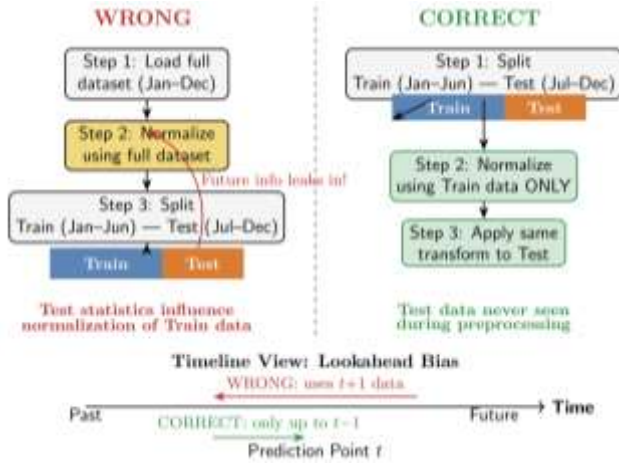 WRONG
Step 1: Load full
dataset (Jan–Dec)
Step 2: Normalize
using full dataset
Future info leaks in!
Step 3: Split
Train (Jan–Jun) — Test (Jul–Dec)
Train
Test
Test statistics influence
normalization of Train data
CORRECT
Step 1: Split
Train (Jan–Jun) — Test (Jul–Dec)
Train
Test
Step 2: Normalize
using Train data ONLY
Step 3: Apply same
transform to Test
Test data never seen
during preprocessing
Timeline View: Lookahead Bias
WRONG: uses t+1 data
Past
Future
Time
CORRECT: only up to t−1
Prediction Point t